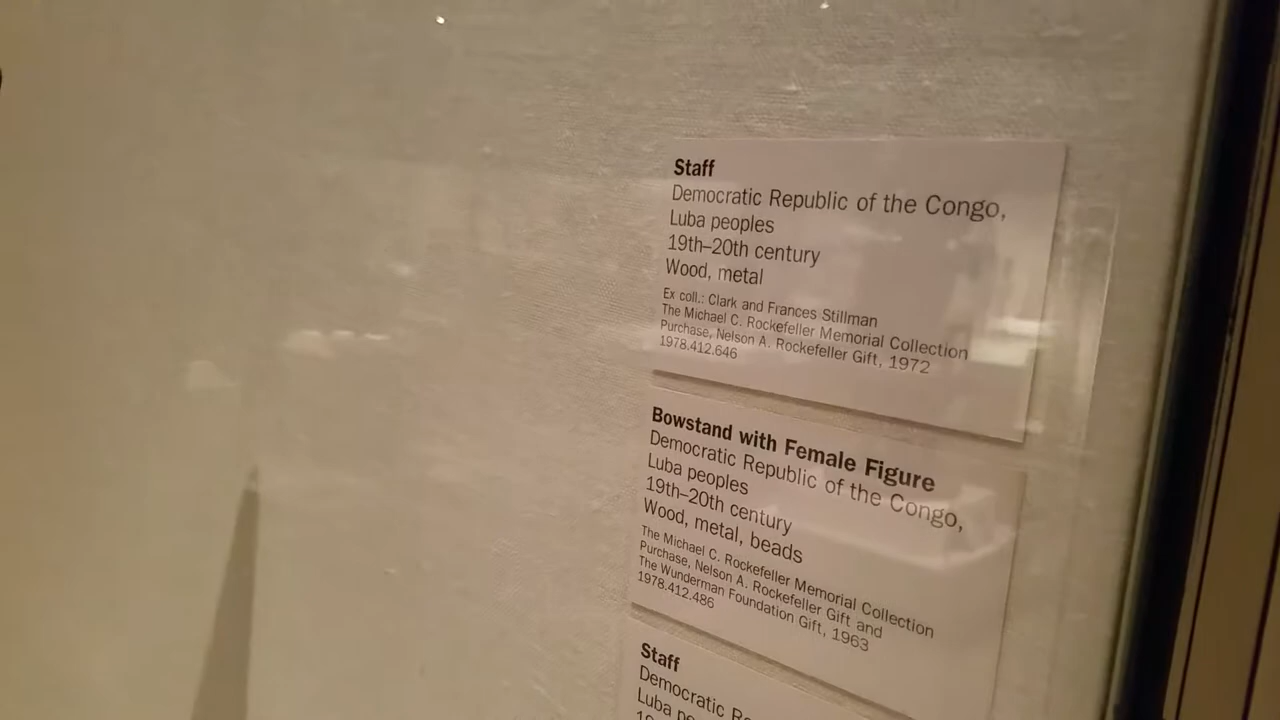 Staff
Democratic Republic of the Congo,
Luba peoples
19th–20th century
Wood, metal
Ex coll.: Clark and Frances Stillman
The Michael C. Rockefeller Memorial Collection
Purchase, Nelson A. Rockefeller Gift, 1972
1978.412.646
Bowstand with Female Figure
Democratic Republic of the Congo,
Luba peoples
19th–20th century
Wood, metal, beads
The Michael C. Rockefeller Memorial Collection
Purchase, Nelson A. Rockefeller Gift and
The Wunderman Foundation Gift, 1963
1978.412.486
Staff
Democratic
Luba